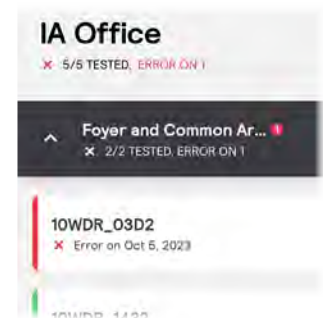 IA Office
× 5/5 TESTED, ERROR ON 1
Foyer and Common Ar... 1
× 2/2 TESTED, ERROR ON 1
10WDR_03D2
× Error on Oct 5, 2023